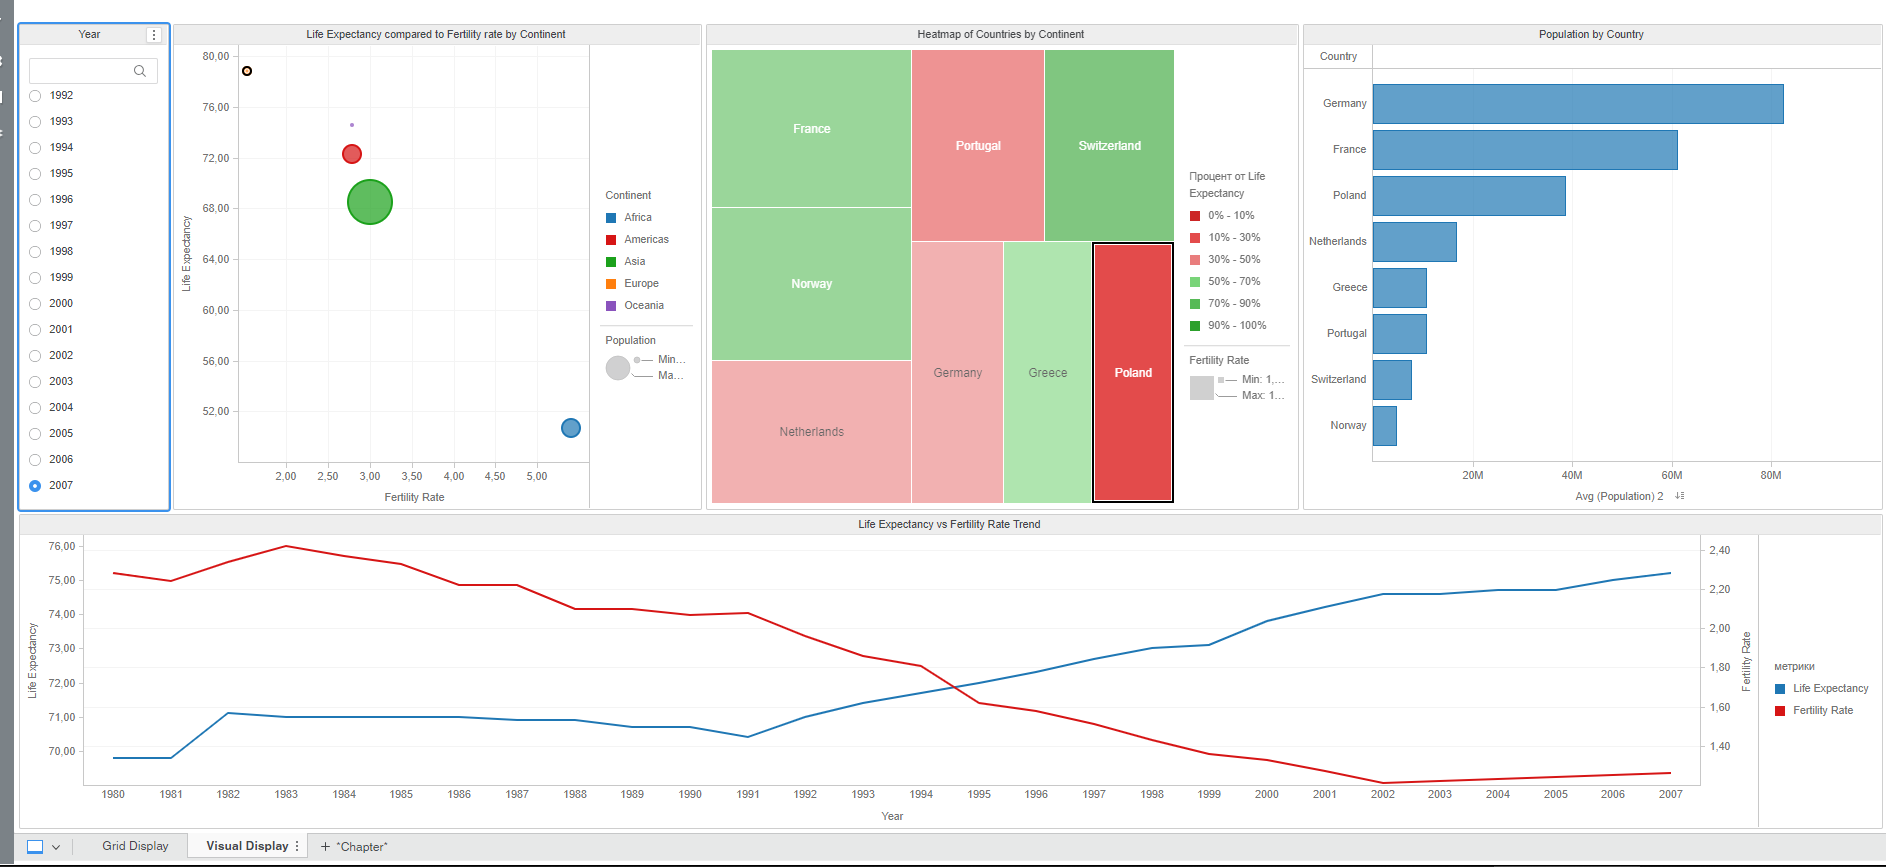 Year
1992
1993
1994
1995
1996
1997
1998
1999
2000
2001
2002
2003
2004
2005
2006
2007
Life Expectancy compared to Fertility rate by Continent
80,00
76,00
72,00
68,00
64,00
60,00
56,00
52,00
Life Expectancy
2,00 2,50 3,00 3,50 4,00 4,50 5,00
Fertility Rate
Continent
Africa
Americas
Asia
Europe
Oceania
Population
Min...
Ma...
Heatmap of Countries by Continent
France
Portugal
Switzerland
Norway
Germany
Greece
Poland
Netherlands
Процент от Life
Expectancy
0% - 10%
10% - 30%
30% - 50%
50% - 70%
70% - 90%
90% - 100%
Fertility Rate
Min: 1,...
Max: 1...
Population by Country
Country
Germany
France
Poland
Netherlands
Greece
Portugal
Switzerland
Norway
20M 40M 60M 80M
Avg (Population) 2
Life Expectancy vs Fertility Rate Trend
76,00
75,00
74,00
73,00
72,00
71,00
70,00
Life Expectancy
2,40
2,20
2,00
1,80
1,60
1,40
Fertility Rate
1980 1981 1982 1983 1984 1985 1986 1987 1988 1989 1990 1991 1992 1993 1994 1995 1996 1997 1998 1999 2000 2001 2002 2003 2004 2005 2006 2007
Year
метрики
Life Expectancy
Fertility Rate
Grid Display
Visual Display
+ *Chapter*